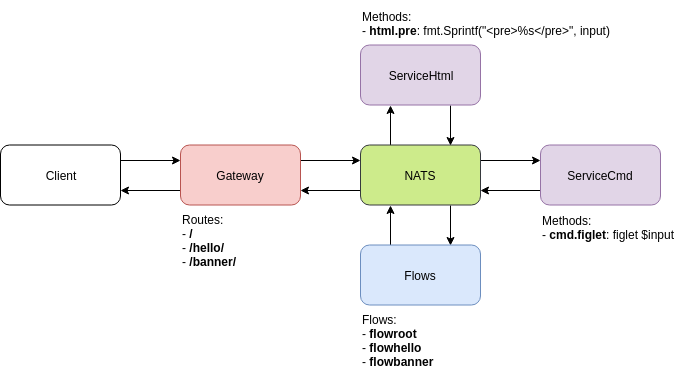 Methods:
- html.pre: fmt.Sprintf("<pre>%s</pre>", input)
ServiceHtml
Client
Gateway
NATS
ServiceCmd
Routes:
- /
- /hello/
- /banner/
Methods:
- cmd.figlet: figlet $input
Flows
Flows:
- flowroot
- flowhello
- flowbanner